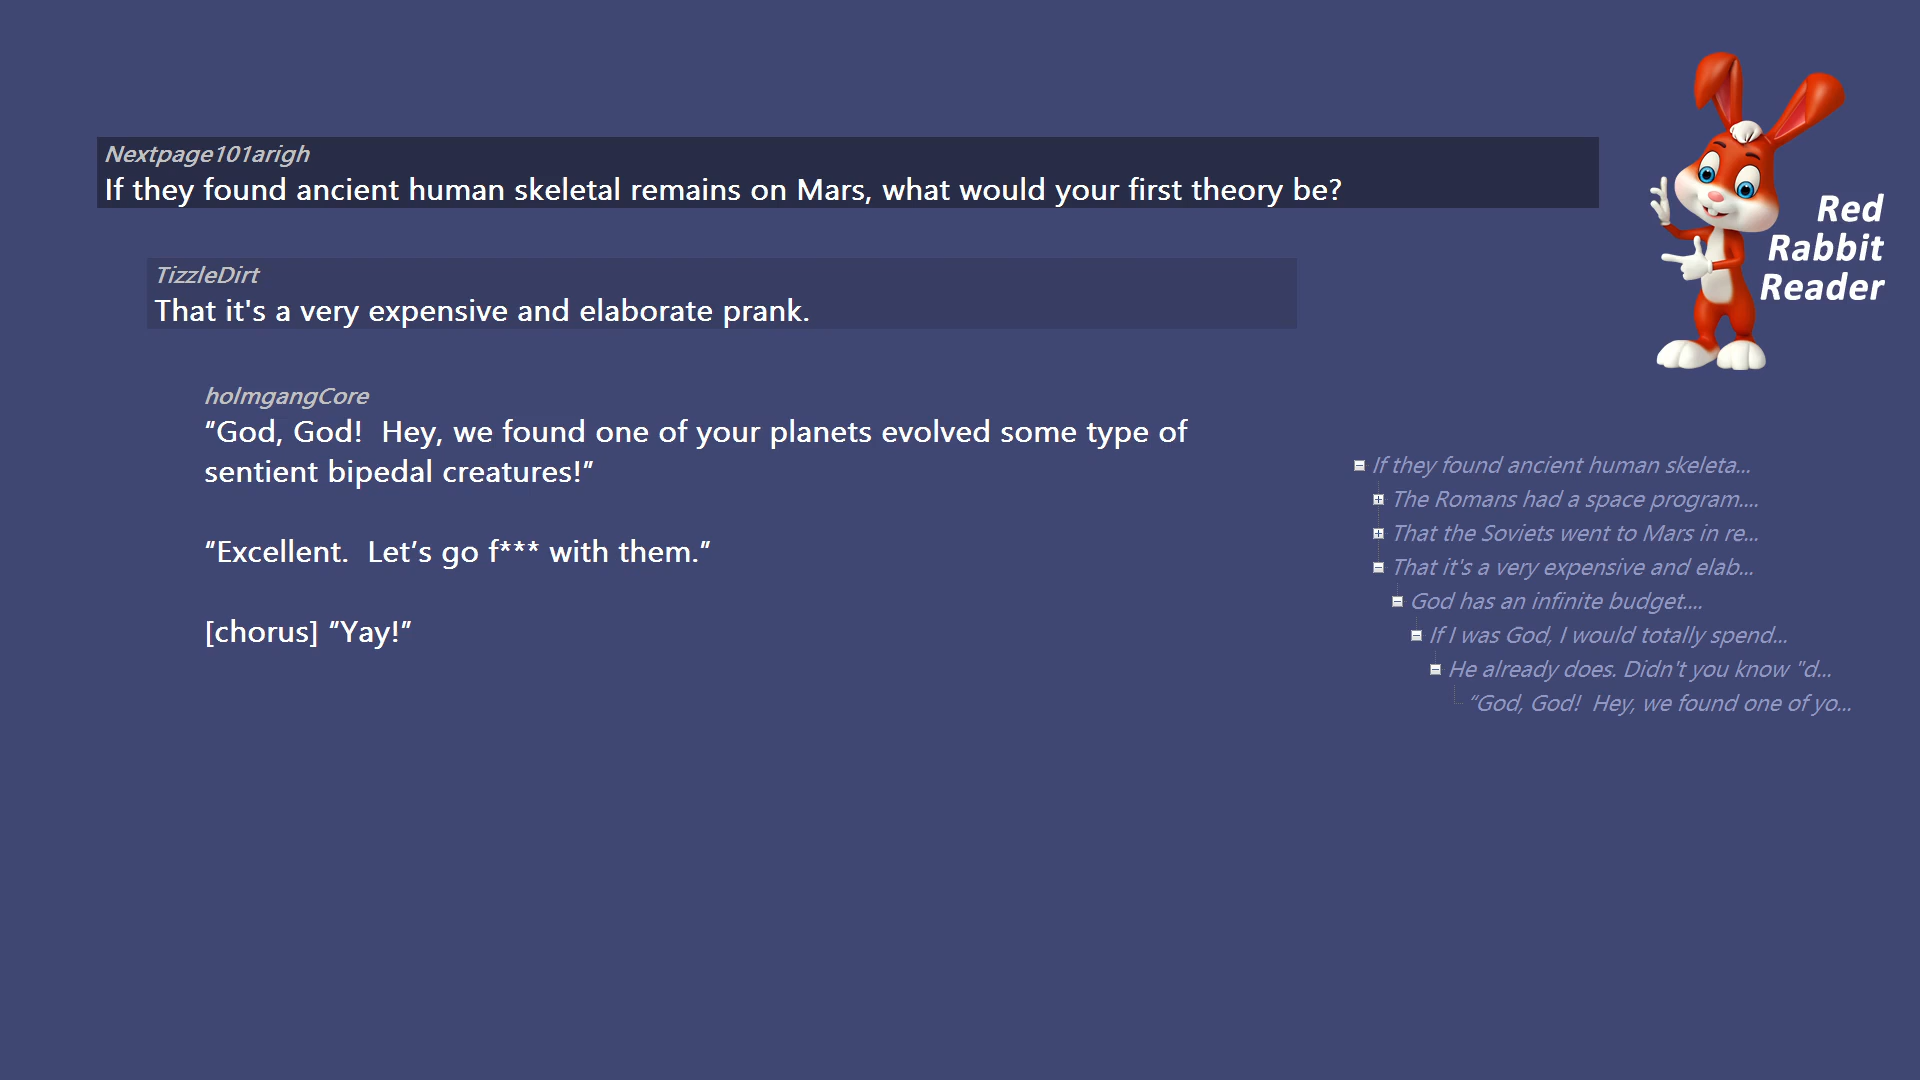 Nextpage101arigh
If they found ancient human skeletal remains on Mars, what would your first theory be?
TizzleDirt
That it's a very expensive and elaborate prank.
holmgangCore
“God, God!  Hey, we found one of your planets evolved some type of
sentient bipedal creatures!”
“Excellent.  Let’s go f*** with them.”
[chorus] “Yay!”
Red
Rabbit
Reader
If they found ancient human skeleta...
The Romans had a space program....
That the Soviets went to Mars in re...
That it's a very expensive and elab...
God has an infinite budget....
If I was God, I would totally spend...
He already does. Didn't you know "d...
“God, God!  Hey, we found one of yo...